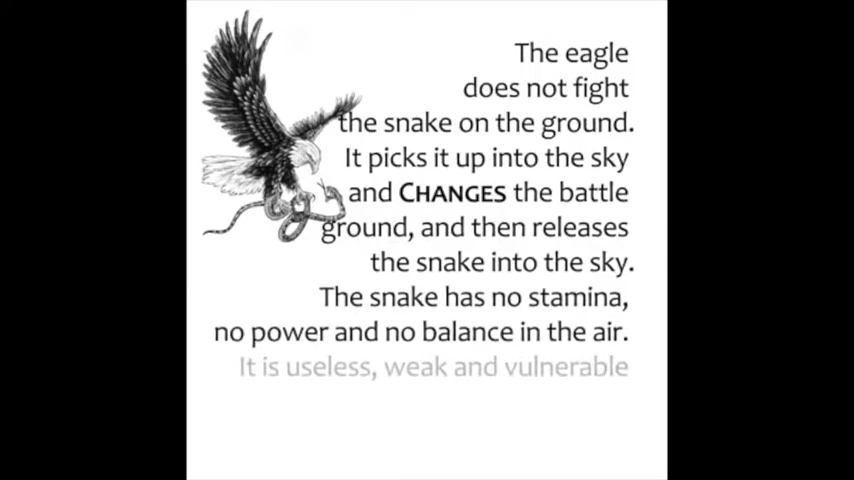 The eagle
does not fight
the snake on the ground.
It picks it up into the sky
and CHANGES the battle
ground, and then releases
the snake into the sky.
The snake has no stamina,
no power and no balance in the air.
It is useless, weak and vulnerable